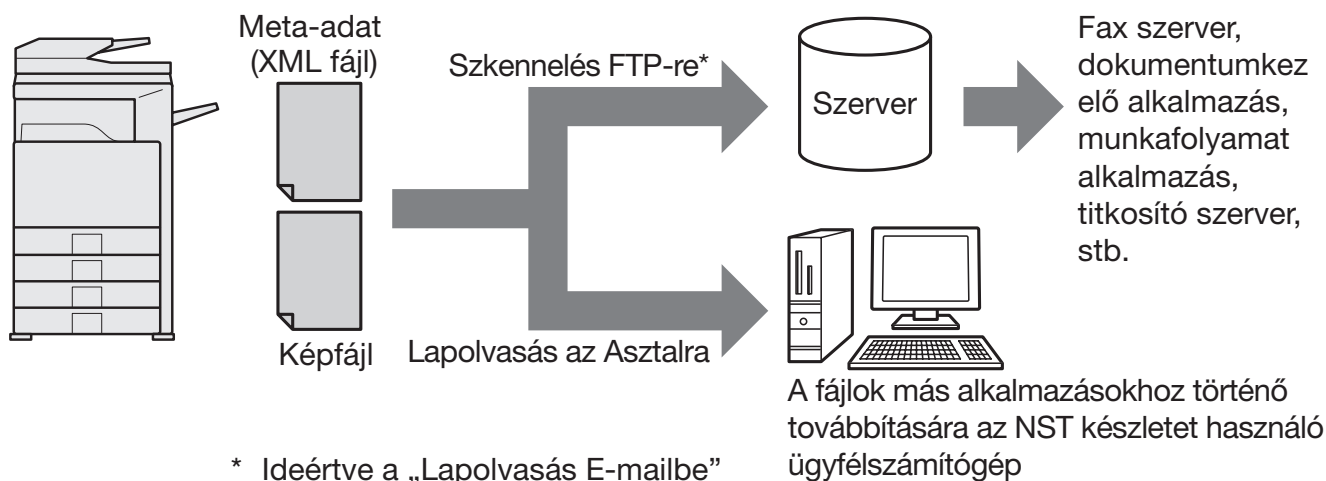 Meta-adat
(XML fájl)
Szkennelés FTP-re*
Szerver
Fax szerver,
dokumentumkez
elő alkalmazás,
munkafolyamat
alkalmazás,
titkosító szerver,
stb.
Képfájl
Lapolvasás az Asztalra
A fájlok más alkalmazásokhoz történő
továbbítására az NST készletet használó
ügyfélszámítógép
* Ideértve a „Lapolvasás E-mailbe”